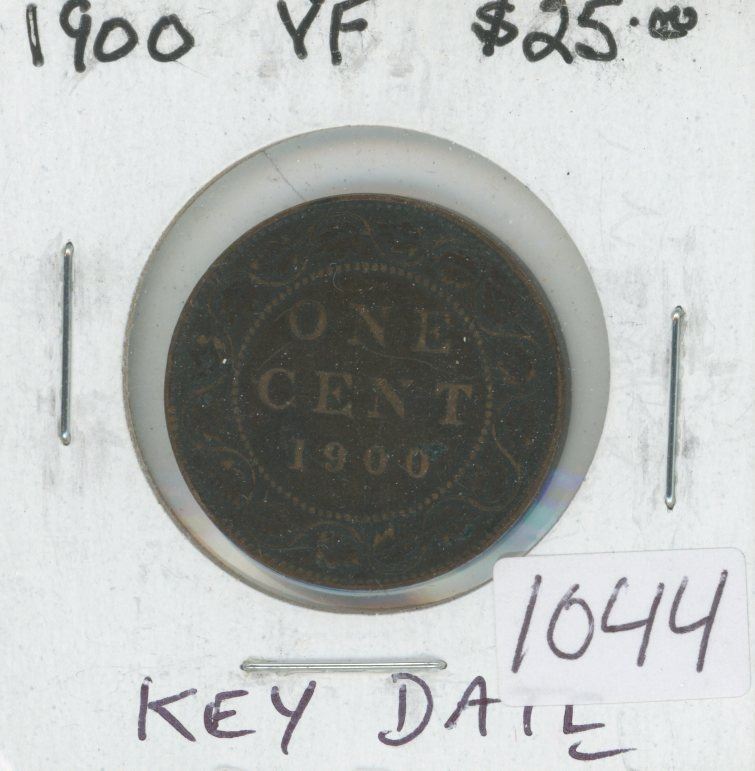 1900 VF $25.00
ONE
CENT
1900
1044
KEY DATE